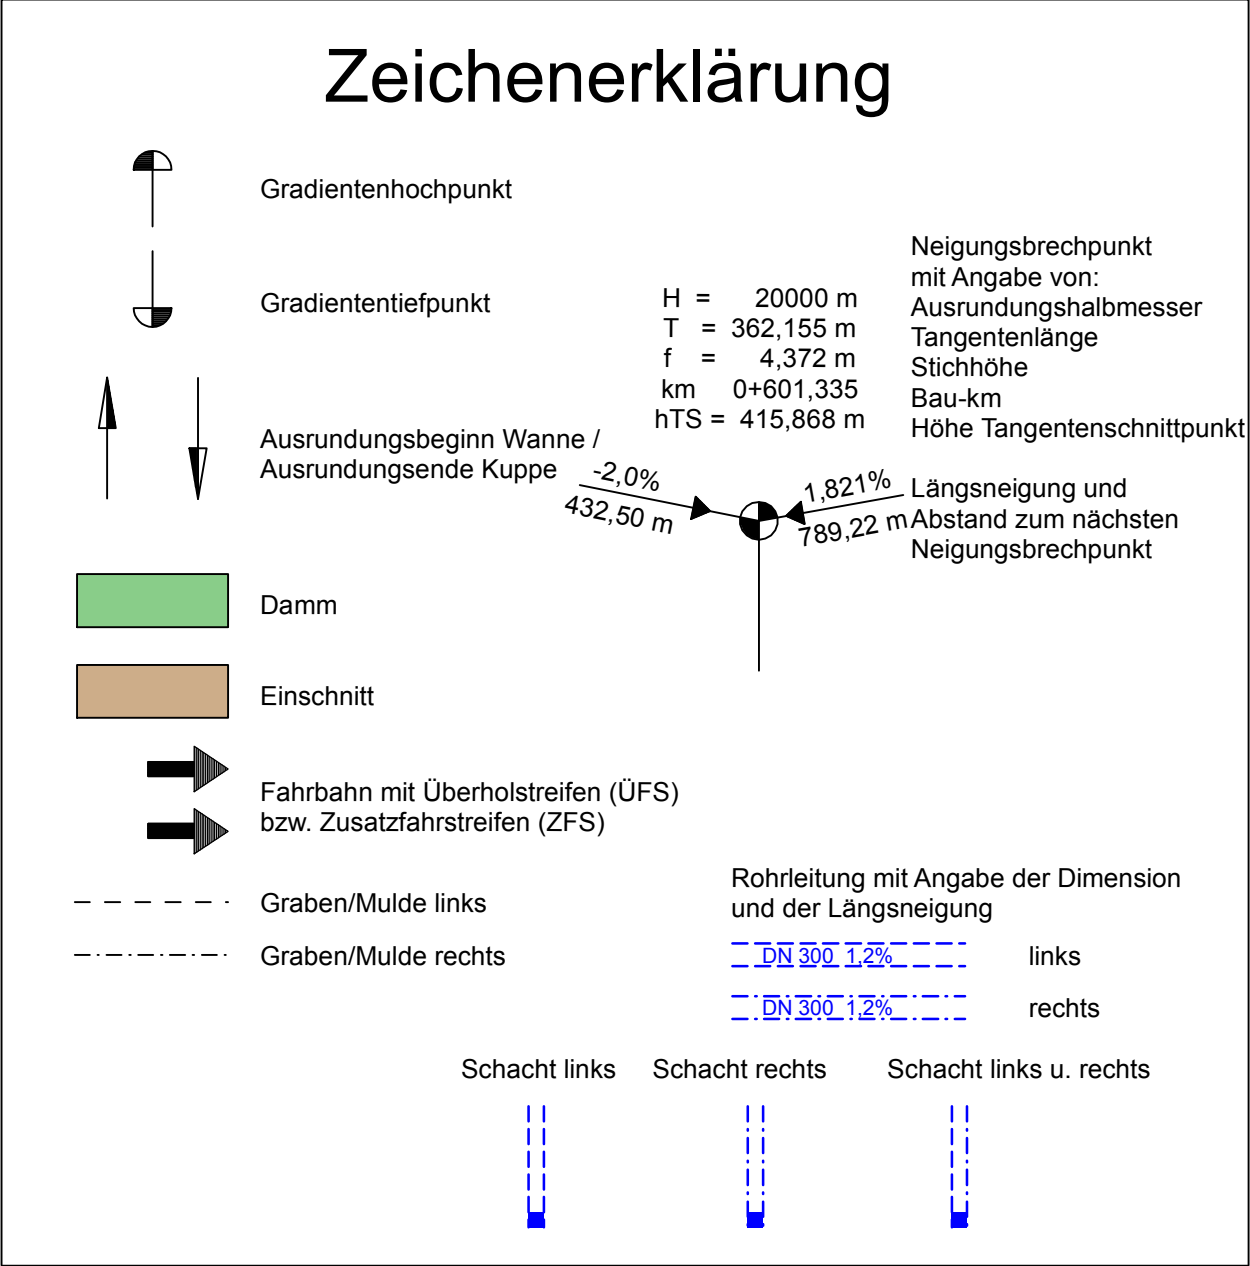 Zeichenerklärung
Gradientenhochpunkt
Gradiententiefpunkt
Ausrundungsbeginn Wanne /
Ausrundungsende Kuppe
H = 20000 m
T = 362,155 m
f = 4,372 m
km 0+601,335
hTS = 415,868 m
Neigungsbrechpunkt
mit Angabe von:
Ausrundungshalbmesser
Tangentenlänge
Stichhöhe
Bau-km
Höhe Tangentenschnittpunkt
-2,0%
432,50 m
1,821%
789,22 m
Längsneigung und
Abstand zum nächsten
Neigungsbrechpunkt
Damm
Einschnitt
Fahrbahn mit Überholstreifen (ÜFS)
bzw. Zusatzfahrstreifen (ZFS)
Graben/Mulde links
Graben/Mulde rechts
Rohrleitung mit Angabe der Dimension
und der Längsneigung
DN 300 1,2% links
DN 300 1,2% rechts
Schacht links Schacht rechts Schacht links u. rechts